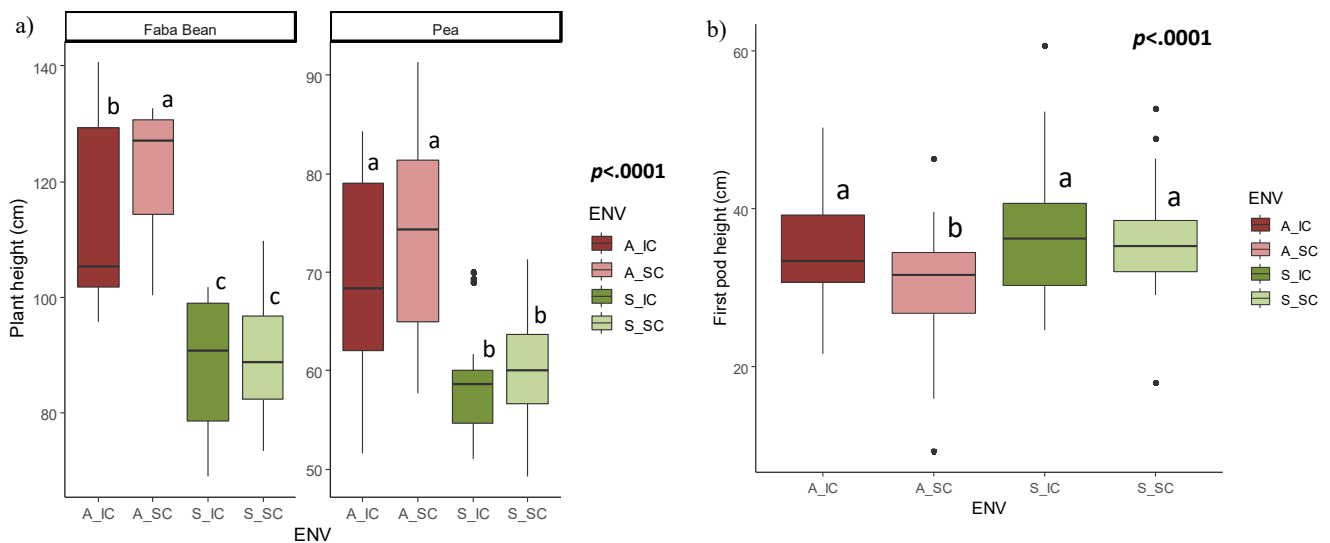 a)
Faba Bean
Pea
Plant height (cm)
140
120
100
80
b
a
c
c
90
80
70
60
50
a
a
b
b
A_IC
A_SC
S_IC
S_SC
A_IC
A_SC
S_IC
S_SC
ENV
p<.0001
ENV
A_IC
A_SC
S_IC
S_SC
b)
p<.0001
First pod height (cm)
60
40
20
a
b
a
a
A_IC
A_SC
S_IC
S_SC
ENV
ENV
A_IC
A_SC
S_IC
S_SC